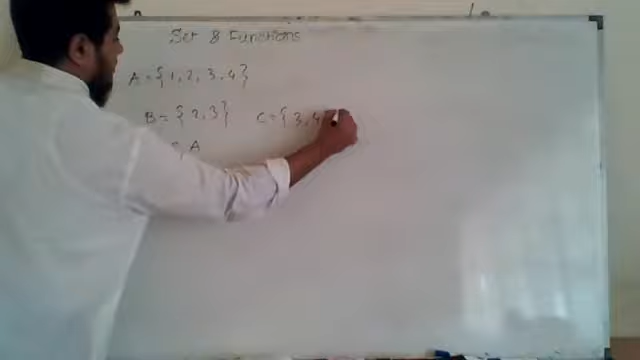 Set & Functions
A = {1, 2, 3, 4}
B = {2, 3} C = {3, 4
A